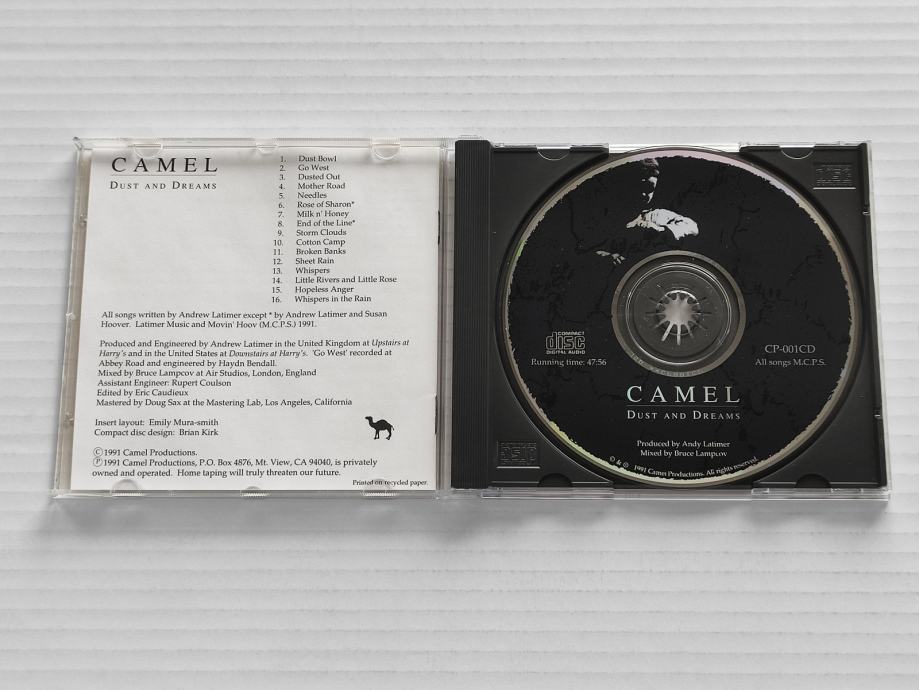 CAMEL
DUST AND DREAMS
1. Dust Bowl
2. Go West
3. Dusted Out
4. Mother Road
5. Needles
6. Rose of Sharon*
7. Milk n' Honey
8. End of the Line*
9. Storm Clouds
10. Cotton Camp
11. Broken Banks
12. Sheet Rain
13. Whispers
14. Little Rivers and Little Rose
15. Hopeless Anger
16. Whispers in the Rain
All songs written by Andrew Latimer except * by Andrew Latimer and Susan
Hoover. Latimer Music and Movin' Hoov (M.C.P.S.) 1991.
Produced and Engineered by Andrew Latimer in the United Kingdom at Upstairs at
Harry's and in the United States at Downstairs at Harry's. 'Go West' recorded at
Abbey Road and engineered by Haydn Bendall.
Mixed by Bruce Lampcov at Air Studios, London, England
Assistant Engineer: Rupert Coulson
Edited by Eric Caudieux
Mastered by Doug Sax at the Mastering Lab, Los Angeles, California
Insert layout: Emily Mura-smith
Compact disc design: Brian Kirk
©1991 Camel Productions.
℗1991 Camel Productions, P.O. Box 4876, Mt. View, CA 94040, is privately
owned and operated. Home taping will truly threaten our future.
Printed on recycled paper.
COMPACT
disc
DIGITAL AUDIO
Running time: 47:56
CP-001CD
All songs M.C.P.S.
CAMEL
DUST AND DREAMS
Produced by Andy Latimer
Mixed by Bruce Lampcov
© & ℗ 1991 Camel Productions. All rights reserved